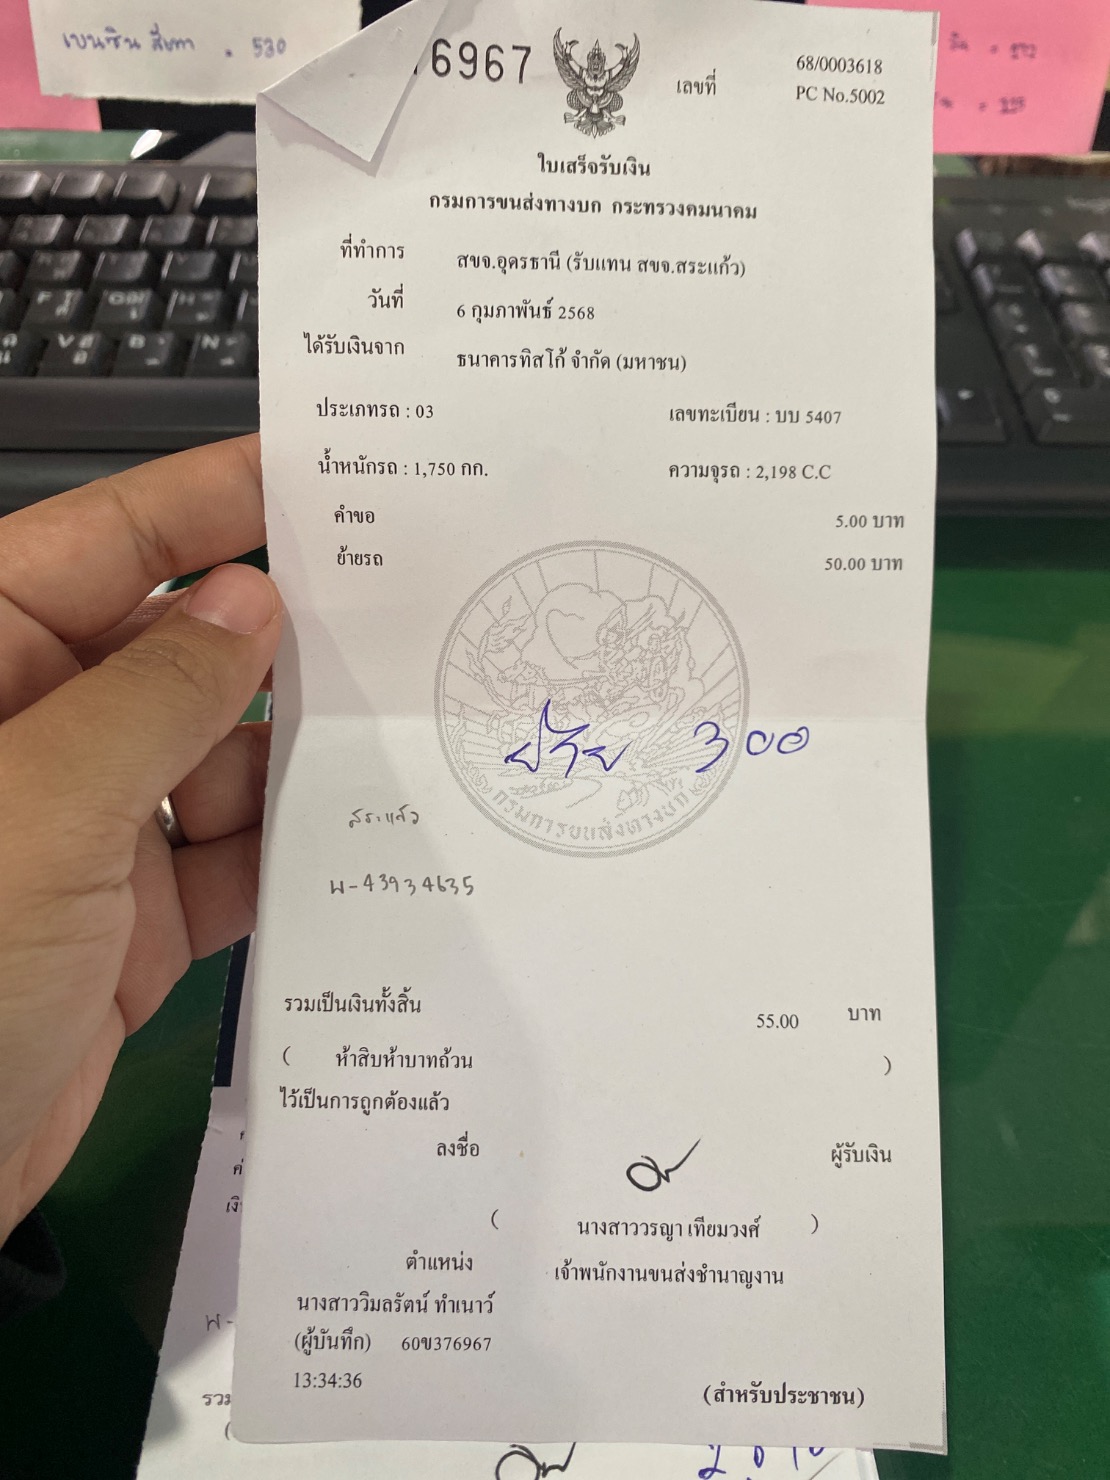 เบนซิน สีเทา = 530
6967
เลขที่
68/0003618
PC No.5002
ใบเสร็จรับเงิน
กรมการขนส่งทางบก กระทรวงคมนาคม
ที่ทำการ สขจ.อุดรธานี (รับแทน สขจ.สระแก้ว)
วันที่ 6 กุมภาพันธ์ 2568
ได้รับเงินจาก ธนาคารทิสโก้ จำกัด (มหาชน)
ประเภทรถ : 03 เลขทะเบียน : บบ 5407
น้ำหนักรถ : 1,750 กก. ความจุรถ : 2,198 C.C
คำขอ 5.00 บาท
ย้ายรถ 50.00 บาท
ย้าย 300
กรมการขนส่งทางบก
สระแก้ว
พ-43934635
รวมเป็นเงินทั้งสิ้น 55.00 บาท
( ห้าสิบห้าบาทถ้วน )
ไว้เป็นการถูกต้องแล้ว
ลงชื่อ ผู้รับเงิน
( นางสาววรญา เทียมวงศ์ )
ตำแหน่ง เจ้าพนักงานขนส่งชำนาญงาน
นางสาววิมลรัตน์ ทำเนาว์
(ผู้บันทึก) 60ข376967
13:34:36
(สำหรับประชาชน)